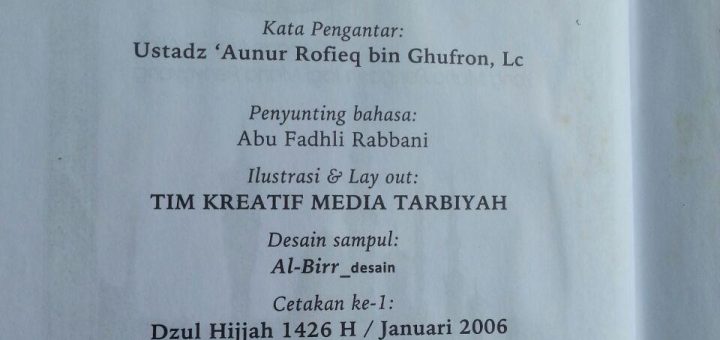 Kata Pengantar:
Ustadz ‘Aunur Rofieq bin Ghufron, Lc
Penyunting bahasa:
Abu Fadhli Rabbani
Ilustrasi & Lay out:
TIM KREATIF MEDIA TARBIYAH
Desain sampul:
Al-Birr_desain
Cetakan ke-1:
Dzul Hijjah 1426 H / Januari 2006